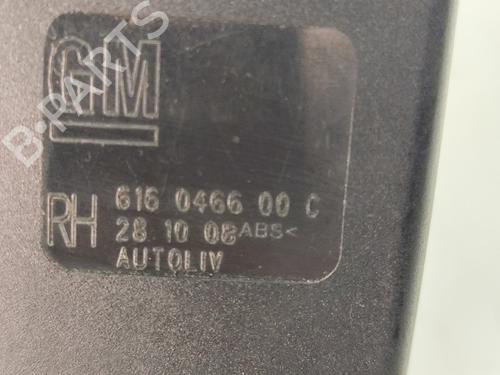 GM
616 0466 00 C
RH 28 10 08 ABS<
AUTOLIV
B-PARTS